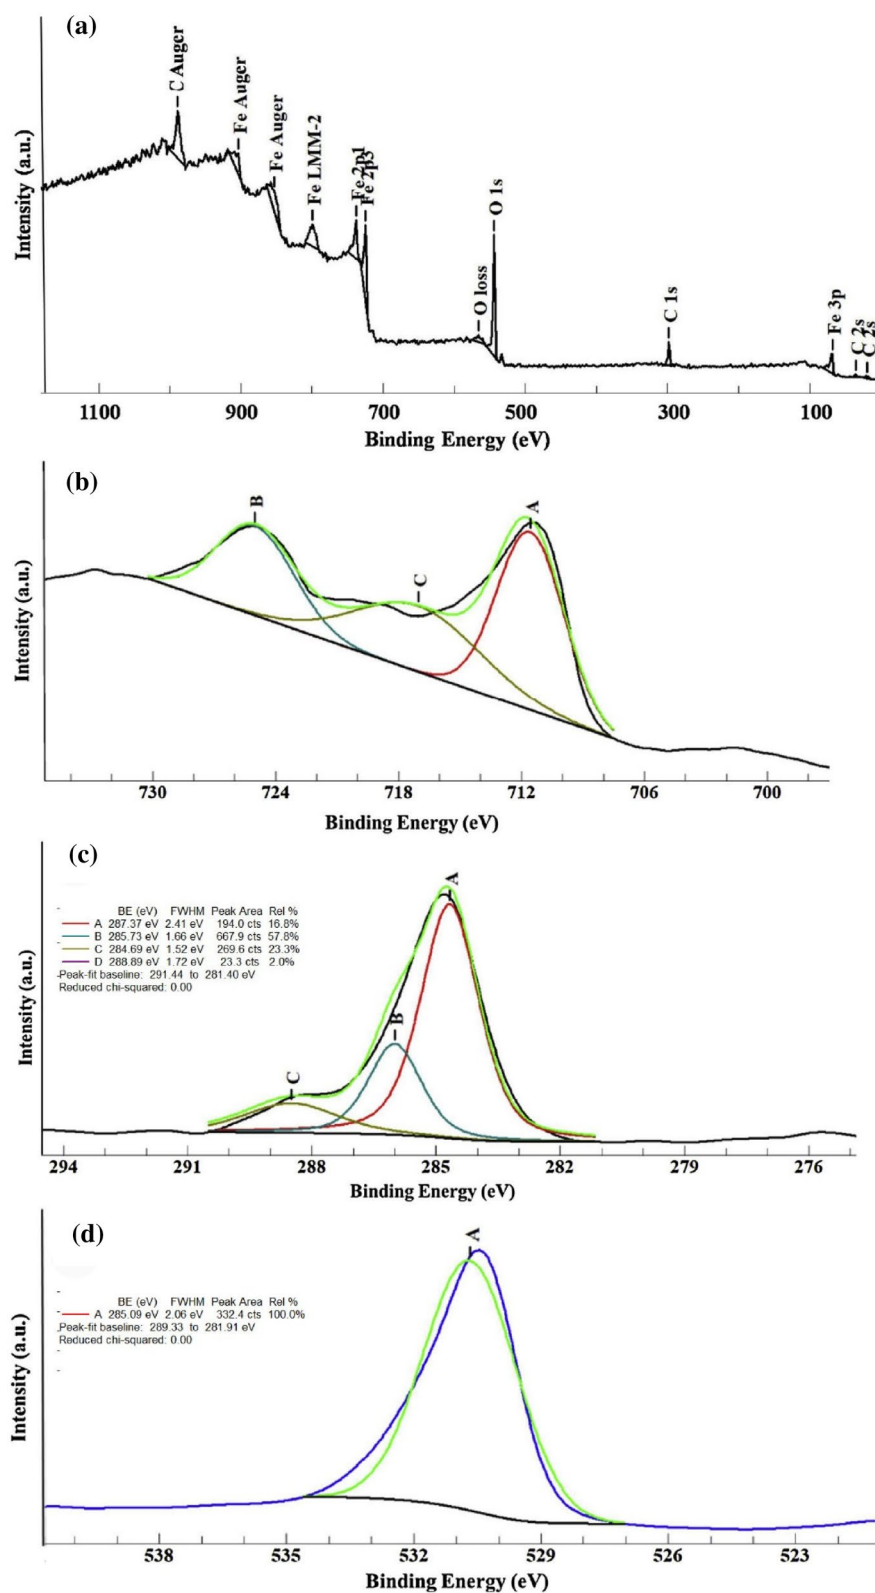 (a)
C Auger
Fe Auger
Fe Auger
Fe LMM-2
Fe 2p1
Fe 2p3
O loss
O 1s
C 1s
Fe 3p
C 2s
C 2s
Intensity (a.u.)
1100 900 700 500 300 100
Binding Energy (eV)
(b)
B
C
A
Intensity (a.u.)
730 724 718 712 706 700
Binding Energy (eV)
(c)
BE (eV) FWHM Peak Area Rel %
A 287.37 eV 2.41 eV 194.0 cts 16.8%
B 285.73 eV 1.66 eV 667.9 cts 57.8%
C 284.69 eV 1.52 eV 269.6 cts 23.3%
D 288.89 eV 1.72 eV 23.3 cts 2.0%
Peak-fit baseline: 291.44 to 281.40 eV
Reduced chi-squared: 0.00
A
B
C
Intensity (a.u.)
294 291 288 285 282 279 276
Binding Energy (eV)
(d)
A
BE (eV) FWHM Peak Area Rel %
A 285.09 eV 2.06 eV 332.4 cts 100.0%
Peak-fit baseline: 289.33 to 281.91 eV
Reduced chi-squared: 0.00
Intensity (a.u.)
538 535 532 529 526 523
Binding Energy (eV)